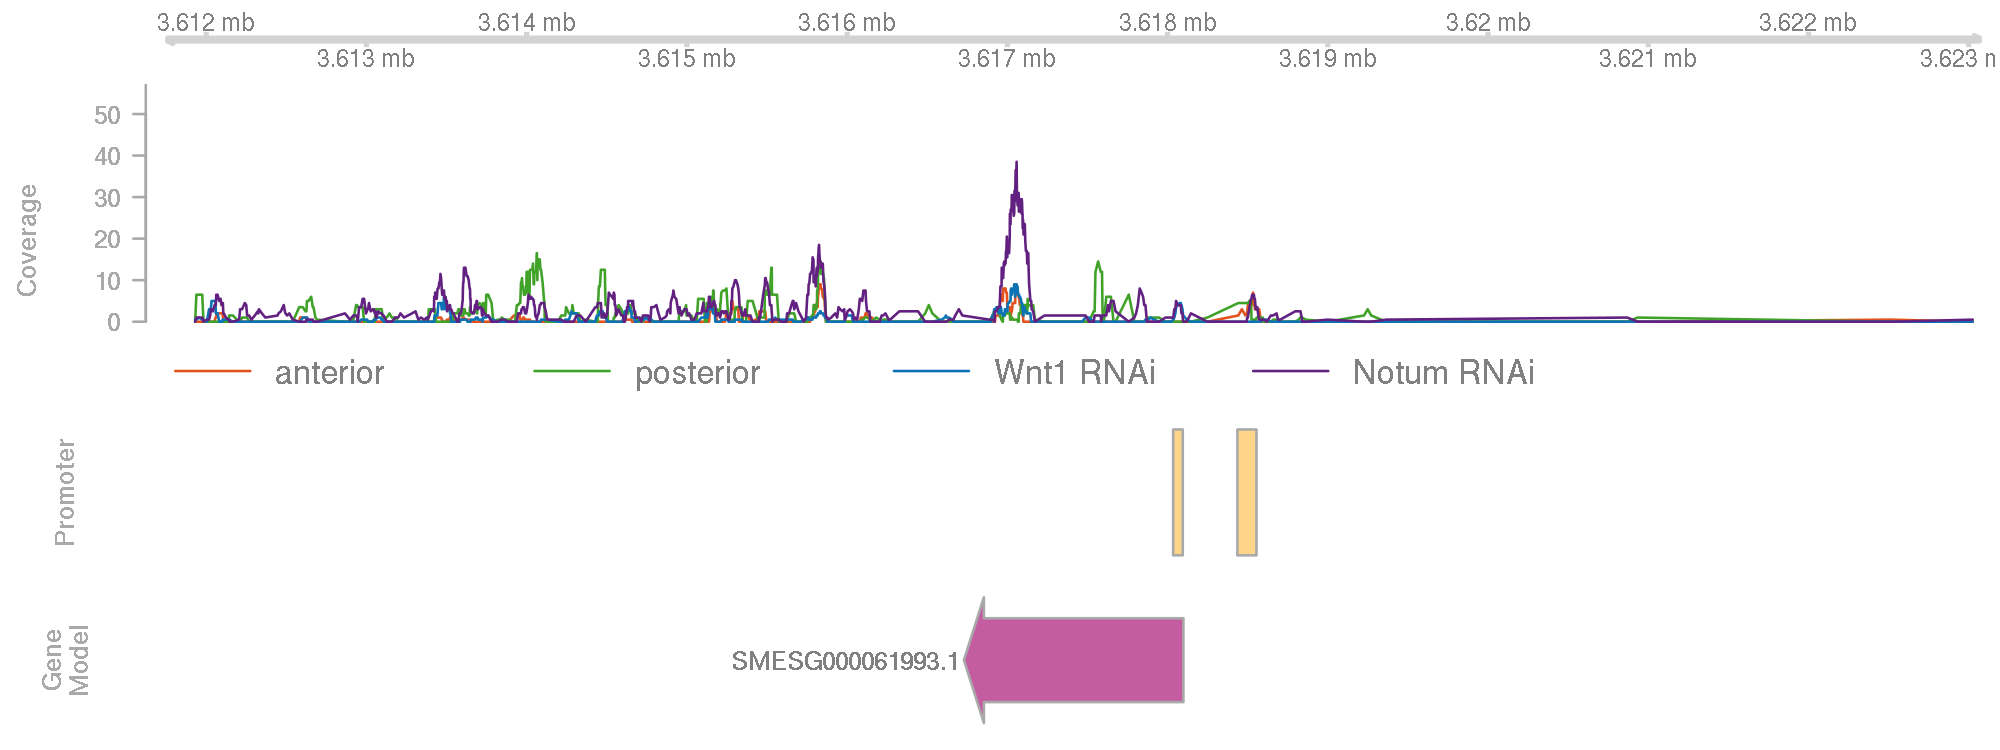 3.612 mb 3.614 mb 3.616 mb 3.618 mb 3.62 mb 3.622 mb
3.613 mb 3.615 mb 3.617 mb 3.619 mb 3.621 mb 3.623 n
Coverage
50
40
30
20
10
0
anterior posterior Wnt1 RNAi Notum RNAi
Promoter
Gene
Model
SMESG000061993.1